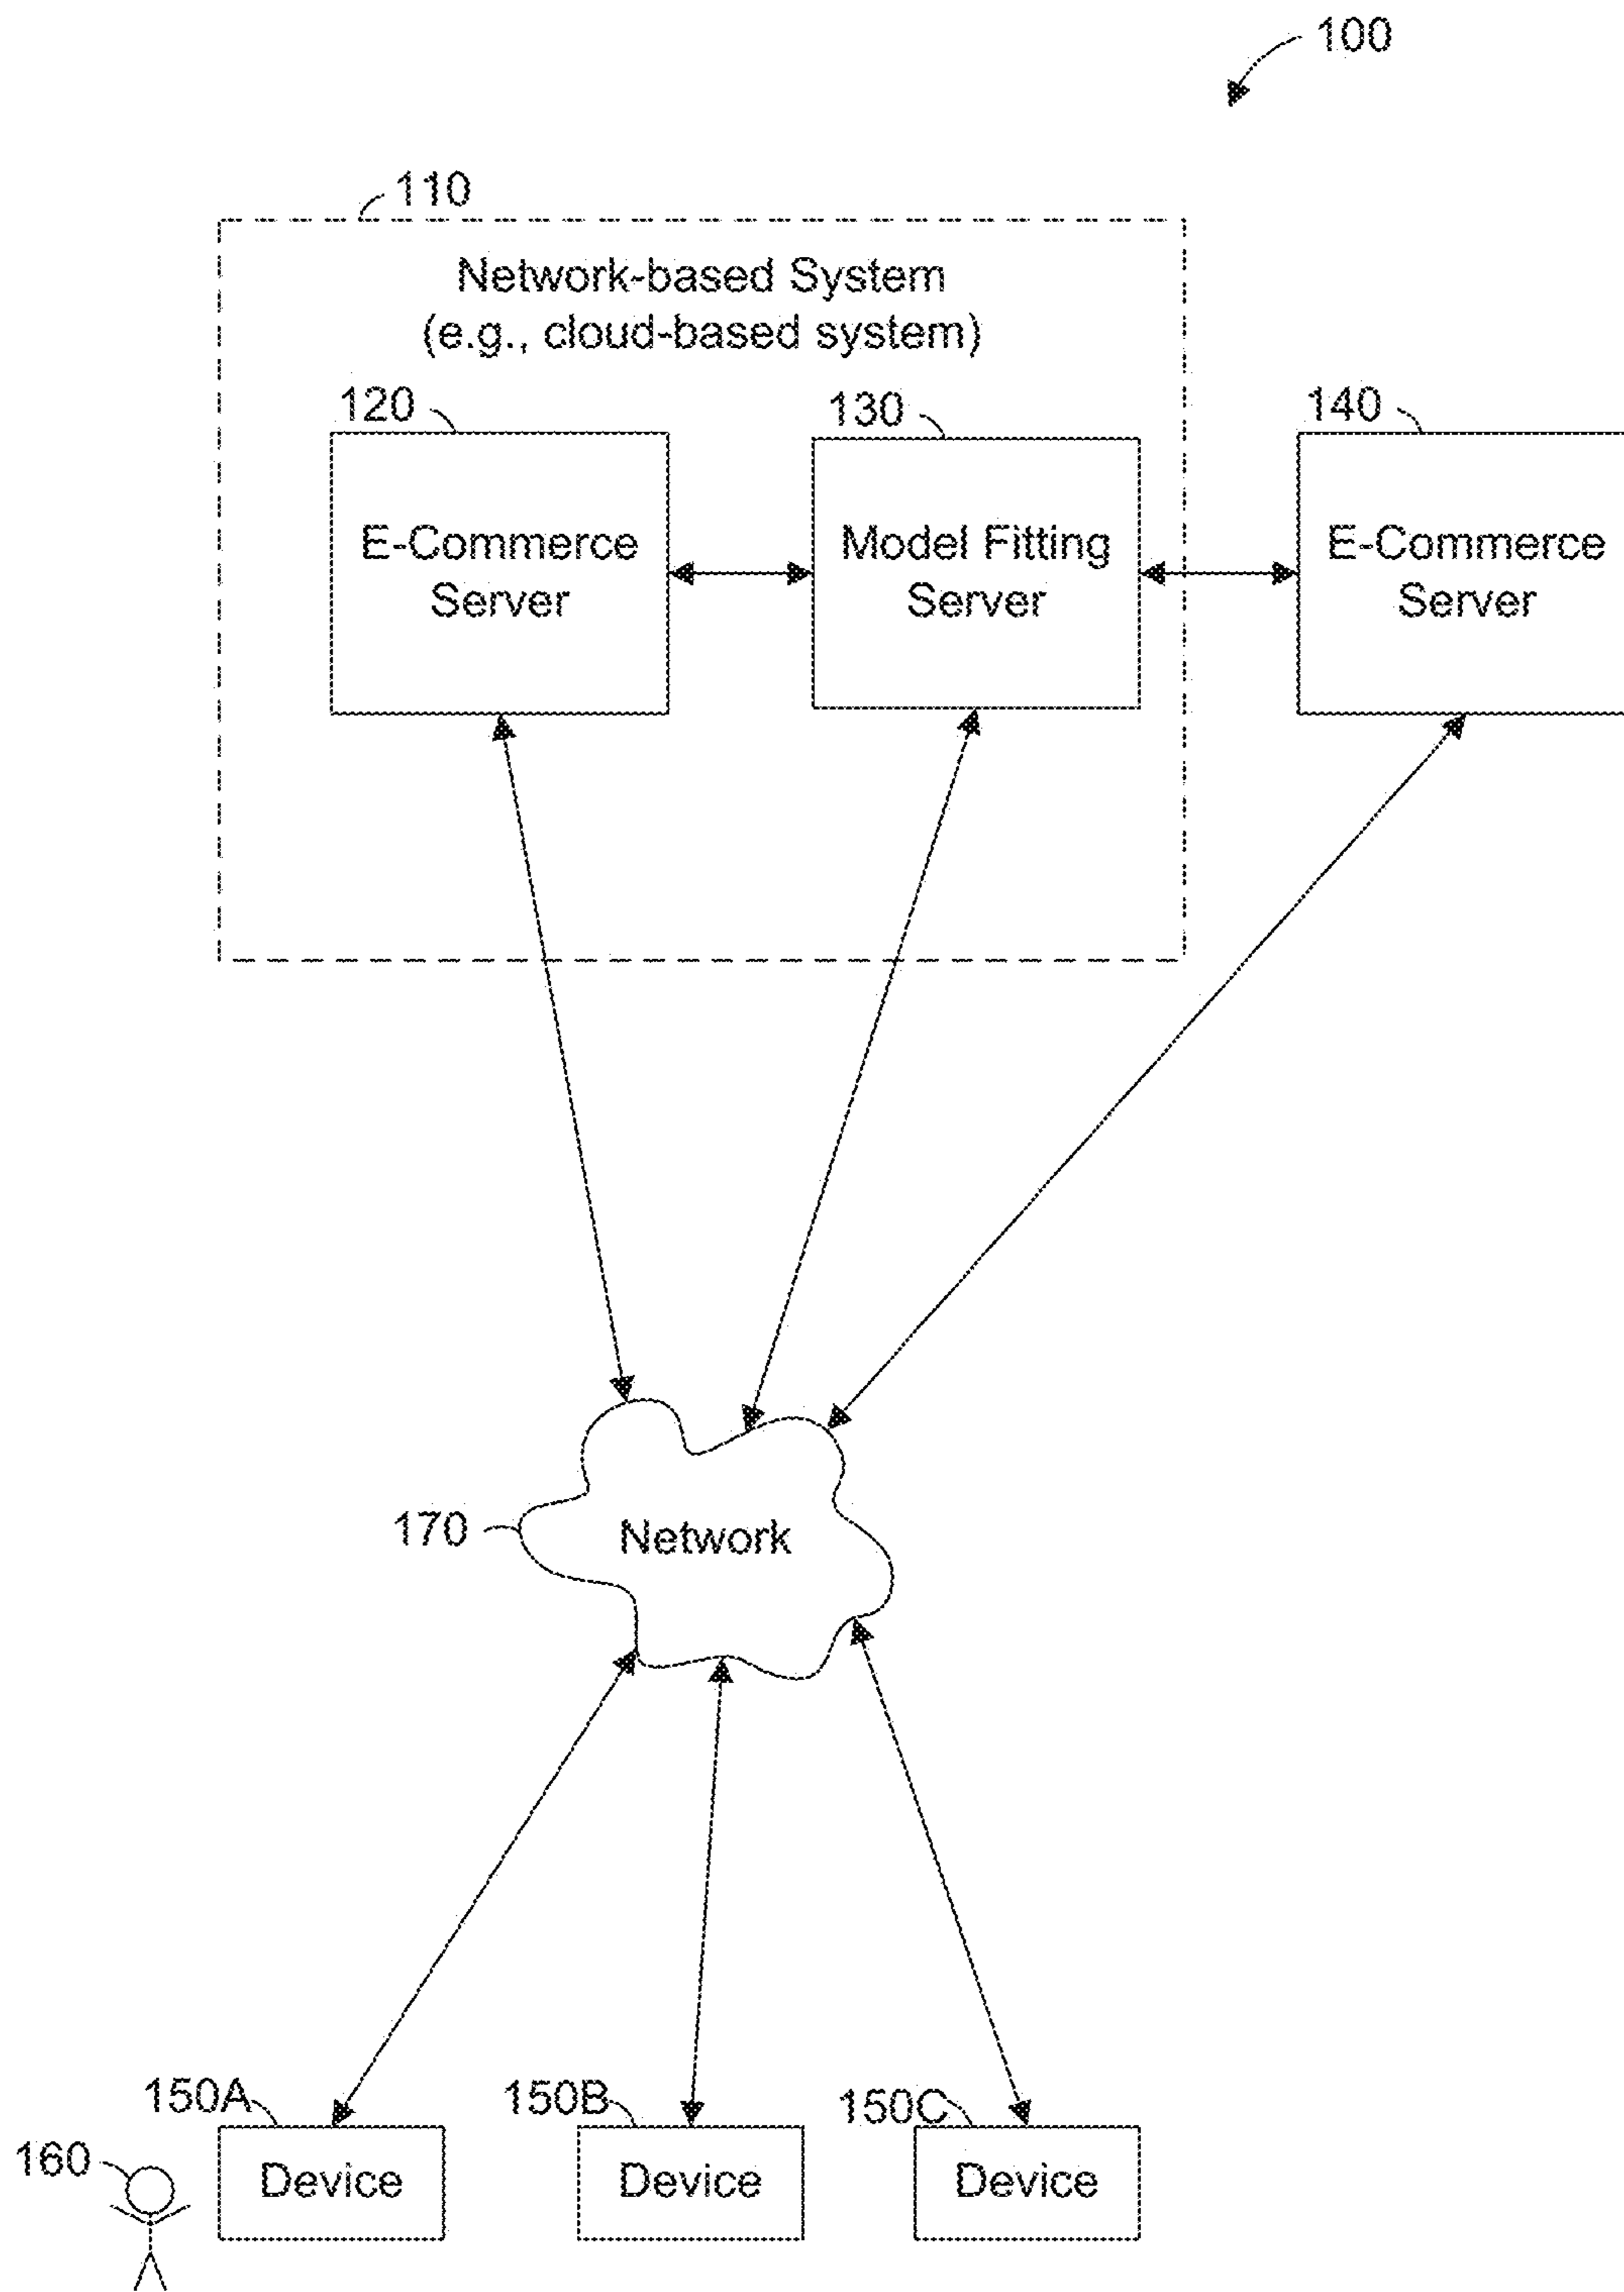 100
110
Network-based System
(e.g., cloud-based system)
120
130
140
E-Commerce
Server
Model Fitting
Server
E-Commerce
Server
170
Network
150A
150B
150C
160
Device
Device
Device